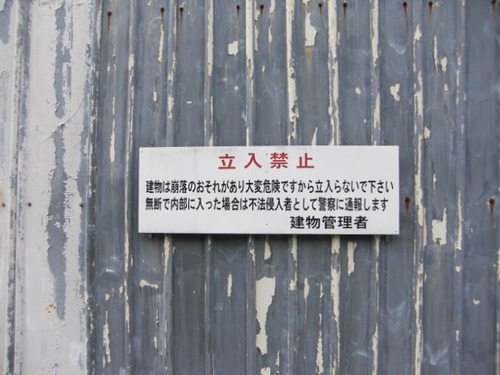 立入禁止
建物は崩落のおそれがあり大変危険ですから立入らないで下さい
無断で内部に入った場合は不法侵入者として警察に通報します
建物管理者